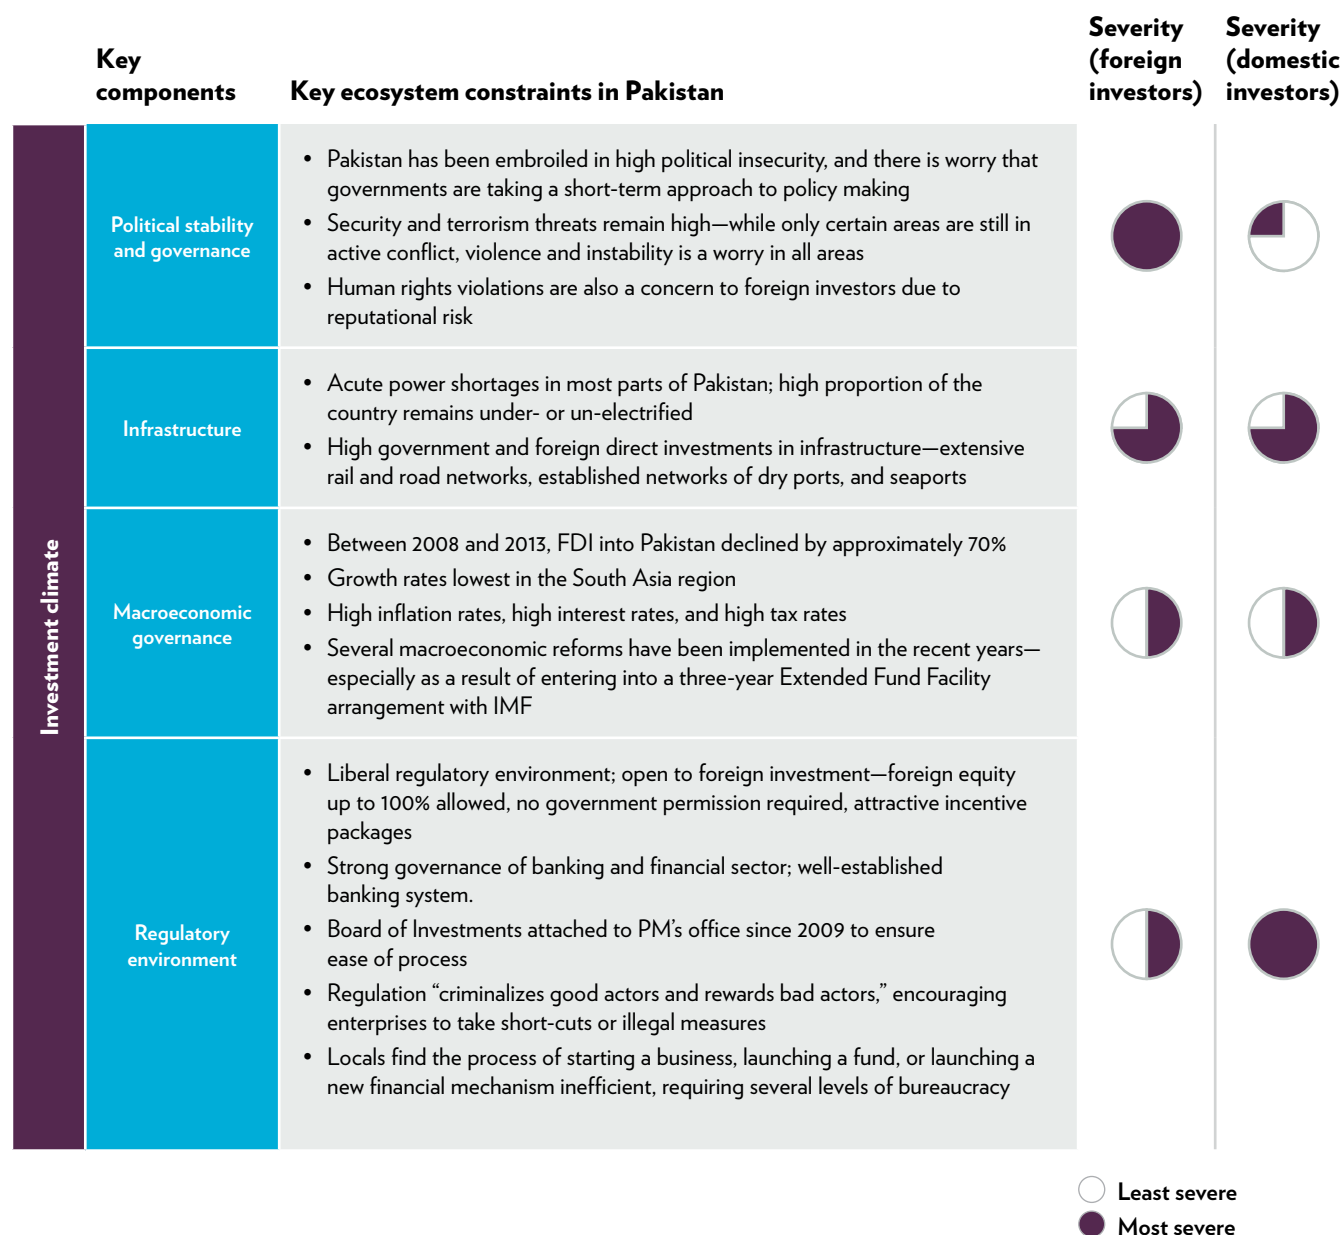 Key
components
Key ecosystem constraints in Pakistan
Severity
(foreign
investors)
Severity
(domestic
investors)
Investment climate
Political stability
and governance
• Pakistan has been embroiled in high political insecurity, and there is worry that
governments are taking a short-term approach to policy making
• Security and terrorism threats remain high—while only certain areas are still in
active conflict, violence and instability is a worry in all areas
• Human rights violations are also a concern to foreign investors due to
reputational risk
Infrastructure
• Acute power shortages in most parts of Pakistan; high proportion of the
country remains under- or un-electrified
• High government and foreign direct investments in infrastructure—extensive
rail and road networks, established networks of dry ports, and seaports
Macroeconomic
governance
• Between 2008 and 2013, FDI into Pakistan declined by approximately 70%
• Growth rates lowest in the South Asia region
• High inflation rates, high interest rates, and high tax rates
• Several macroeconomic reforms have been implemented in the recent years—
especially as a result of entering into a three-year Extended Fund Facility
arrangement with IMF
Regulatory
environment
• Liberal regulatory environment; open to foreign investment—foreign equity
up to 100% allowed, no government permission required, attractive incentive
packages
• Strong governance of banking and financial sector; well-established
banking system.
• Board of Investments attached to PM’s office since 2009 to ensure
ease of process
• Regulation “criminalizes good actors and rewards bad actors,” encouraging
enterprises to take short-cuts or illegal measures
• Locals find the process of starting a business, launching a fund, or launching a
new financial mechanism inefficient, requiring several levels of bureaucracy
Least severe
Most severe